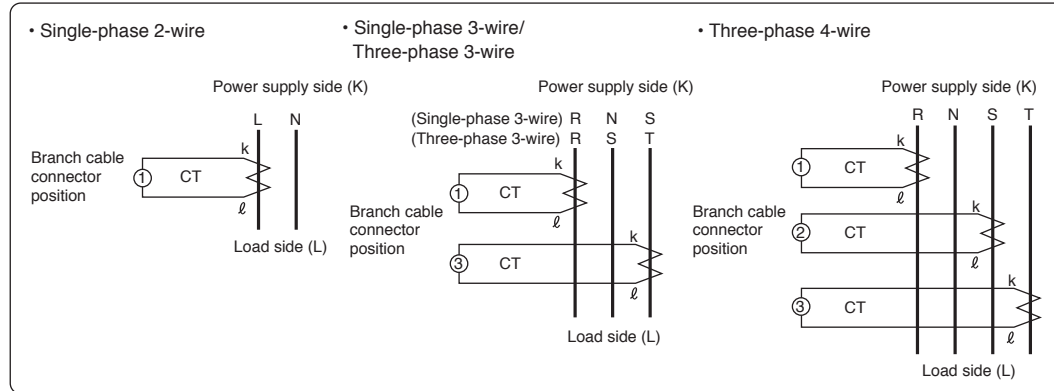 • Single-phase 2-wire
Power supply side (K)
L N
k
Branch cable
connector
position
① CT
ℓ
Load side (L)
• Single-phase 3-wire/
Three-phase 3-wire
Power supply side (K)
(Single-phase 3-wire) R N S
(Three-phase 3-wire) R S T
k
① CT
ℓ
Branch cable
connector
position
k
③ CT
ℓ
Load side (L)
• Three-phase 4-wire
Power supply side (K)
R N S T
k
① CT
ℓ
Branch cable
connector
position
k
② CT
ℓ
k
③ CT
ℓ
Load side (L)